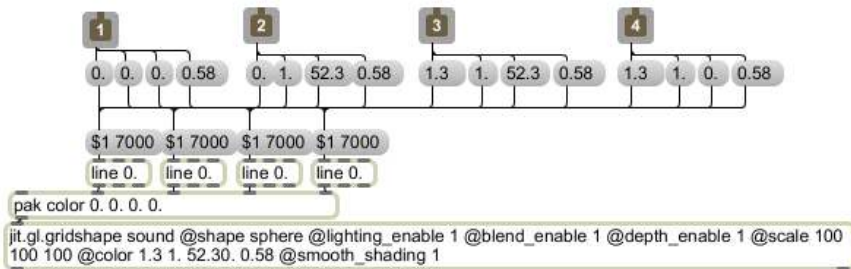 1 2 3 4
0. 0. 0. 0.58 0. 1. 52.3 0.58 1.3 1. 52.3 0.58 1.3 1. 0. 0.58
$1 7000 $1 7000 $1 7000 $1 7000
line 0. line 0. line 0. line 0.
pak color 0. 0. 0. 0.
jit.gl.gridshape sound @shape sphere @lighting_enable 1 @blend_enable 1 @depth_enable 1 @scale 100
100 100 @color 1.3 1. 52.30. 0.58 @smooth_shading 1